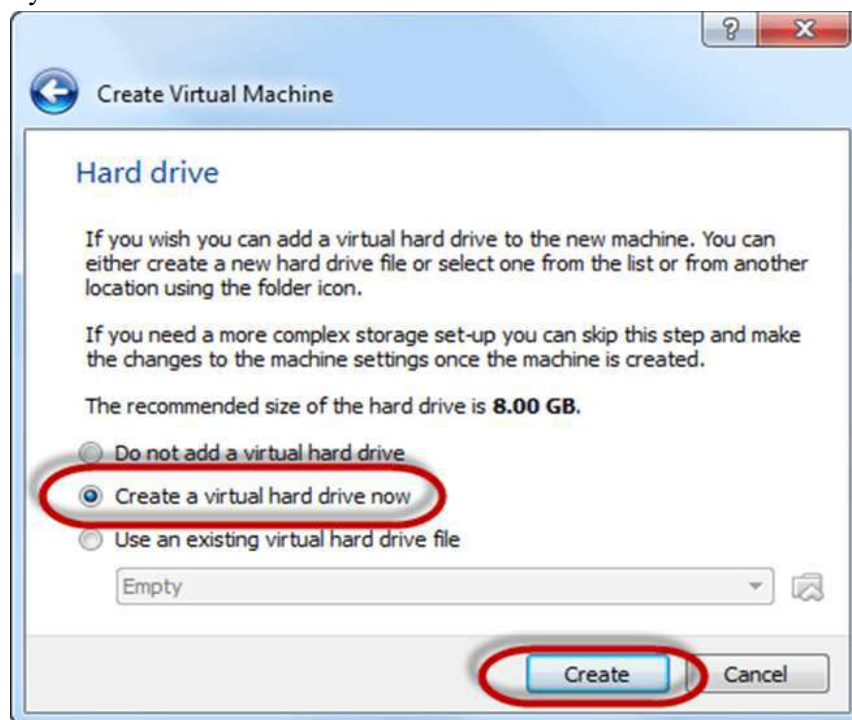 Create Virtual Machine
Hard drive
If you wish you can add a virtual hard drive to the new machine. You can
either create a new hard drive file or select one from the list or from another
location using the folder icon.
If you need a more complex storage set-up you can skip this step and make
the changes to the machine settings once the machine is created.
The recommended size of the hard drive is 8.00 GB.
Do not add a virtual hard drive
Create a virtual hard drive now
Use an existing virtual hard drive file
Empty
Create Cancel